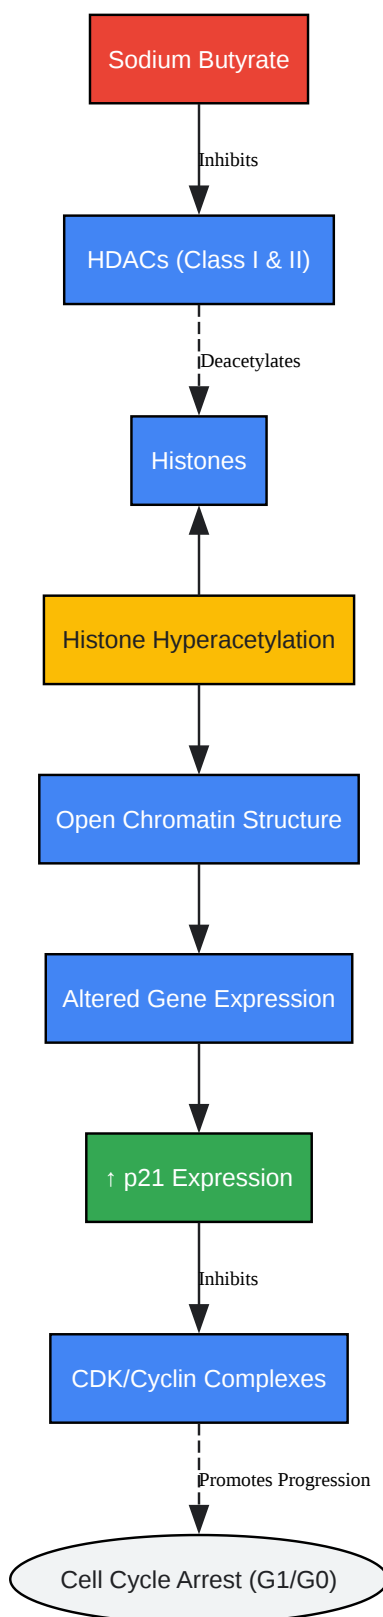 Sodium Butyrate
Inhibits
HDACs (Class I & II)
Deacetylates
Histones
Histone Hyperacetylation
Open Chromatin Structure
Altered Gene Expression
↑ p21 Expression
Inhibits
CDK/Cyclin Complexes
Promotes Progression
Cell Cycle Arrest (G1/G0)